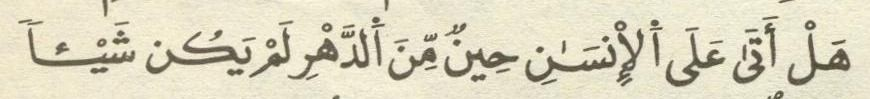 هَلْ أَتَىٰ عَلَى ٱلْإِنسَـٰنِ حِينٌ مِّنَ ٱلدَّهْرِ لَمْ يَكُن شَيْـًٔا